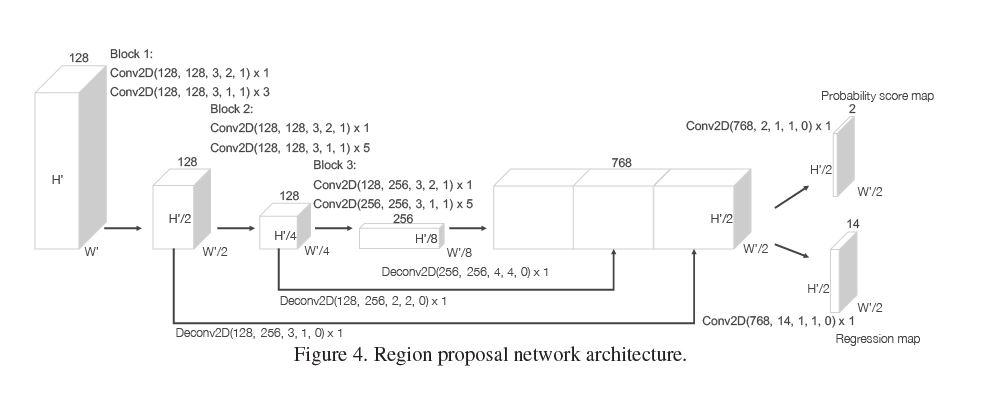 128
Block 1:
Conv2D(128, 128, 3, 2, 1) x 1
Conv2D(128, 128, 3, 1, 1) x 3
H'
W'
Block 2:
Conv2D(128, 128, 3, 2, 1) x 1
Conv2D(128, 128, 3, 1, 1) x 5
128
H'/2
W'/2
Block 3:
Conv2D(128, 256, 3, 2, 1) x 1
Conv2D(256, 256, 3, 1, 1) x 5
128
H'/4
W'/4
256
H'/8
W'/8
Deconv2D(256, 256, 4, 4, 0) x 1
Deconv2D(128, 256, 2, 2, 0) x 1
Deconv2D(128, 256, 3, 1, 0) x 1
768
H'/2
W'/2
Probability score map
2
Conv2D(768, 2, 1, 1, 0) x 1
H'/2
W'/2
14
H'/2
W'/2
Conv2D(768, 14, 1, 1, 0) x 1
Regression map
Figure 4. Region proposal network architecture.